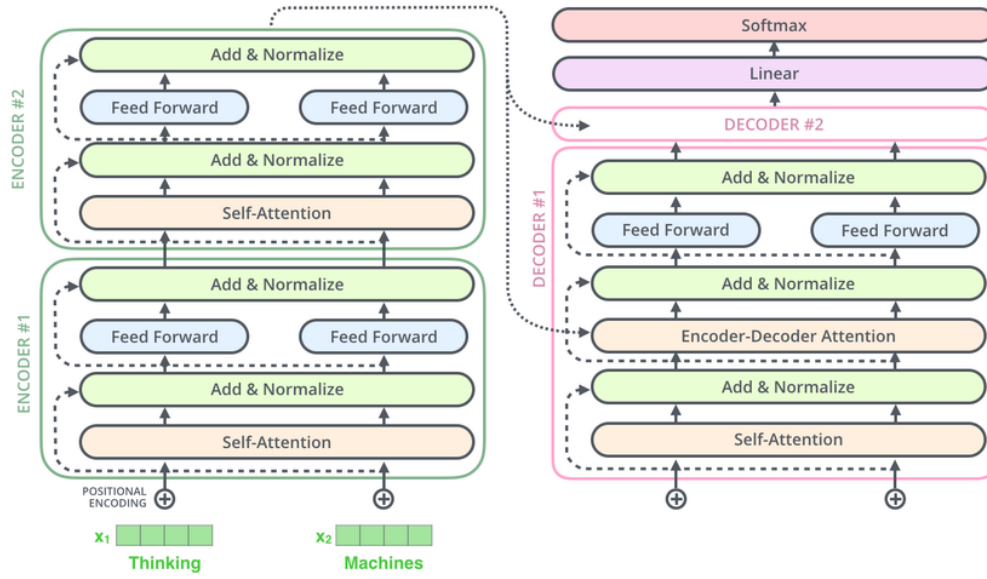 ENCODER #2
Add & Normalize
Feed Forward
Feed Forward
Add & Normalize
Self-Attention
ENCODER #1
Add & Normalize
Feed Forward
Feed Forward
Add & Normalize
Self-Attention
POSITIONAL
ENCODING
x1
x2
Thinking
Machines
Softmax
Linear
DECODER #2
DECODER #1
Add & Normalize
Feed Forward
Feed Forward
Add & Normalize
Encoder-Decoder Attention
Add & Normalize
Self-Attention